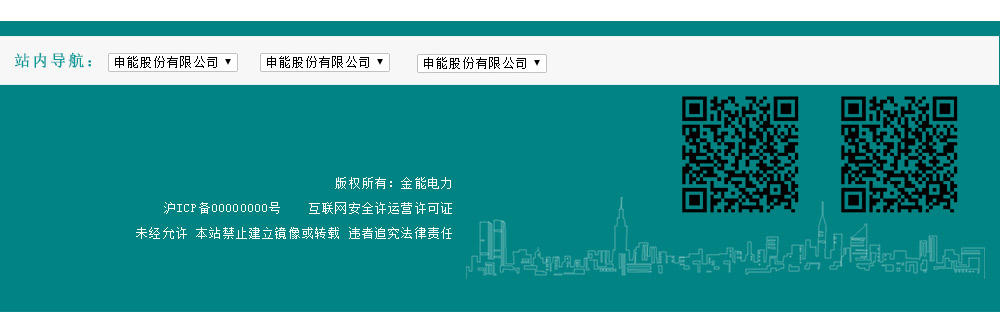 站内导航： 申能股份有限公司 申能股份有限公司 申能股份有限公司
版权所有：金能电力
沪ICP备00000000号 互联网安全许运营许可证
未经允许 本站禁止建立镜像或转载 违者追究法律责任